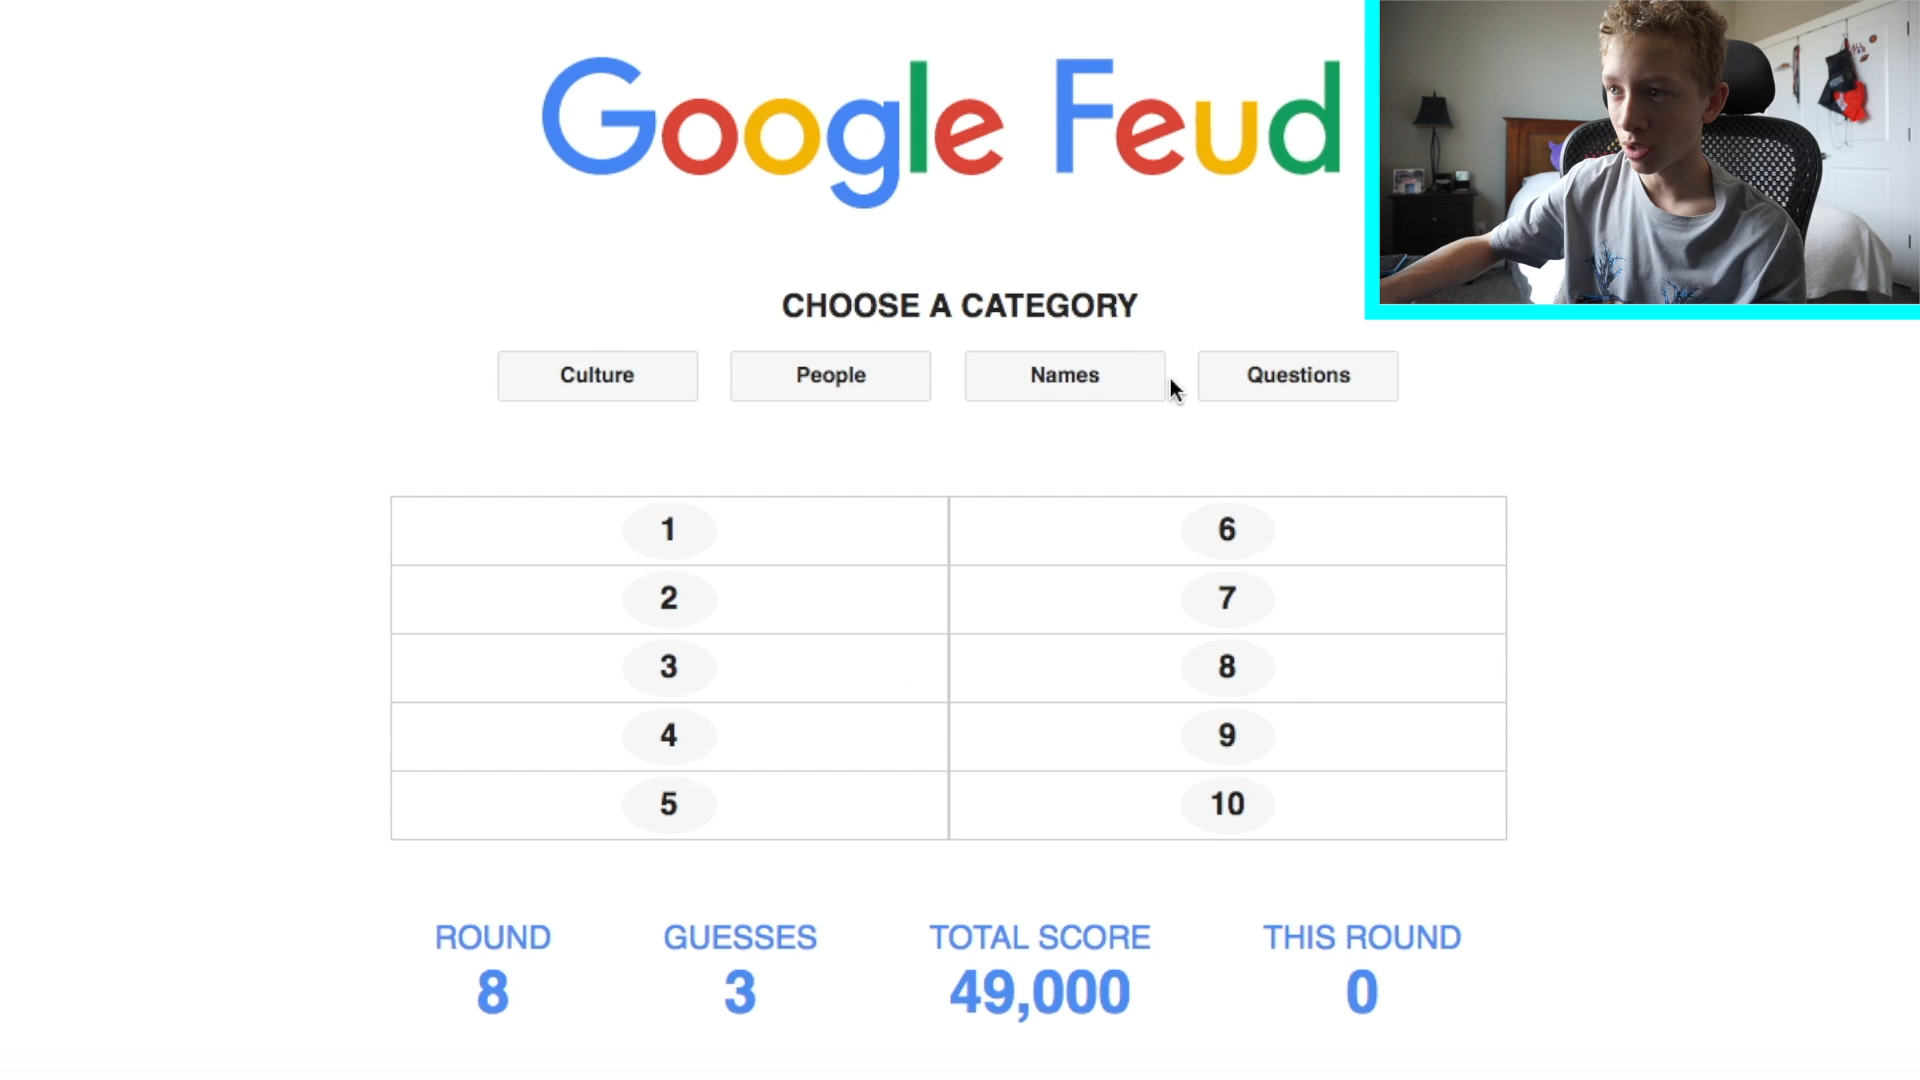 Google Feud
CHOOSE A CATEGORY
Culture People Names Questions
1 6
2 7
3 8
4 9
5 10
ROUND GUESSES TOTAL SCORE THIS ROUND
8 3 49,000 0